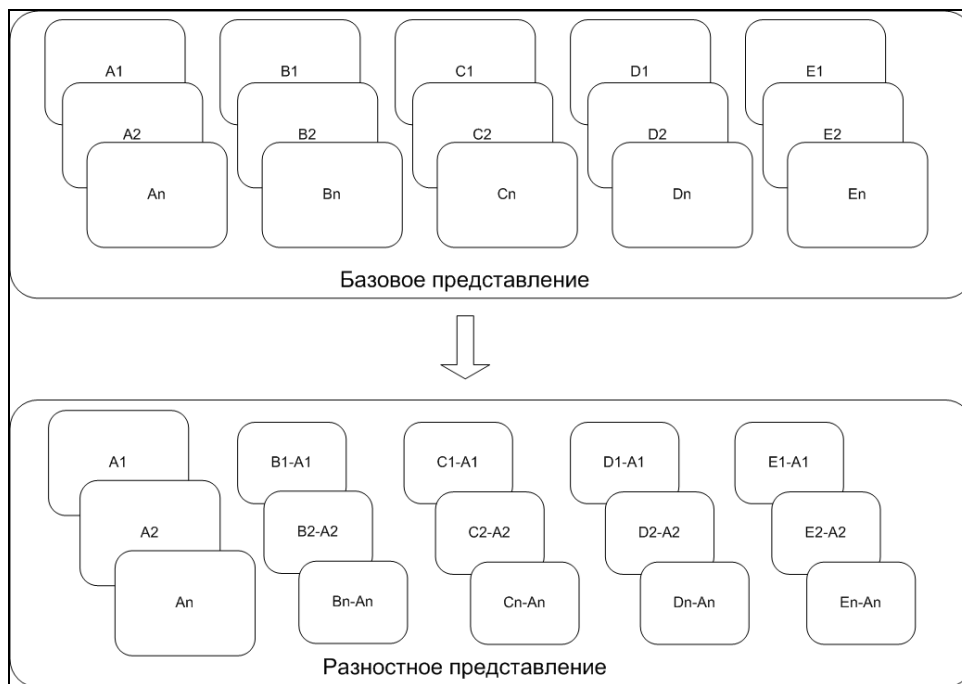 A1 B1 C1 D1 E1
A2 B2 C2 D2 E2
An Bn Cn Dn En
Базовое представление
A1 B1-A1 C1-A1 D1-A1 E1-A1
A2 B2-A2 C2-A2 D2-A2 E2-A2
An Bn-An Cn-An Dn-An En-An
Разностное представление